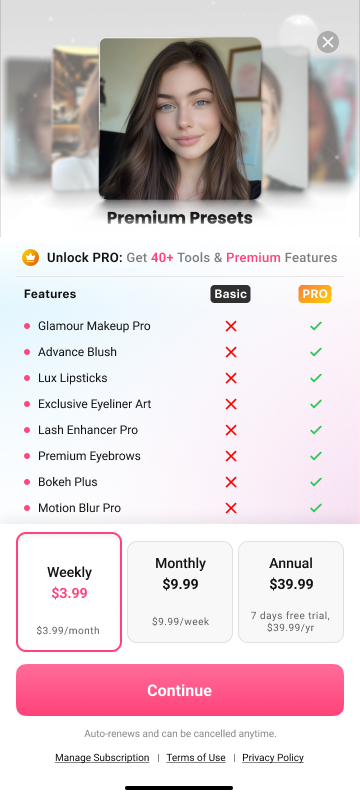 Premium Presets
Unlock PRO: Get 40+ Tools & Premium Features
Features Basic PRO
Glamour Makeup Pro
Advance Blush
Lux Lipsticks
Exclusive Eyeliner Art
Lash Enhancer Pro
Premium Eyebrows
Bokeh Plus
Motion Blur Pro
Weekly
$3.99
$3.99/month
Monthly
$9.99
$9.99/week
Annual
$39.99
7 days free trial,
$39.99/yr
Continue
Auto-renews and can be cancelled anytime.
Manage Subscription | Terms of Use | Privacy Policy